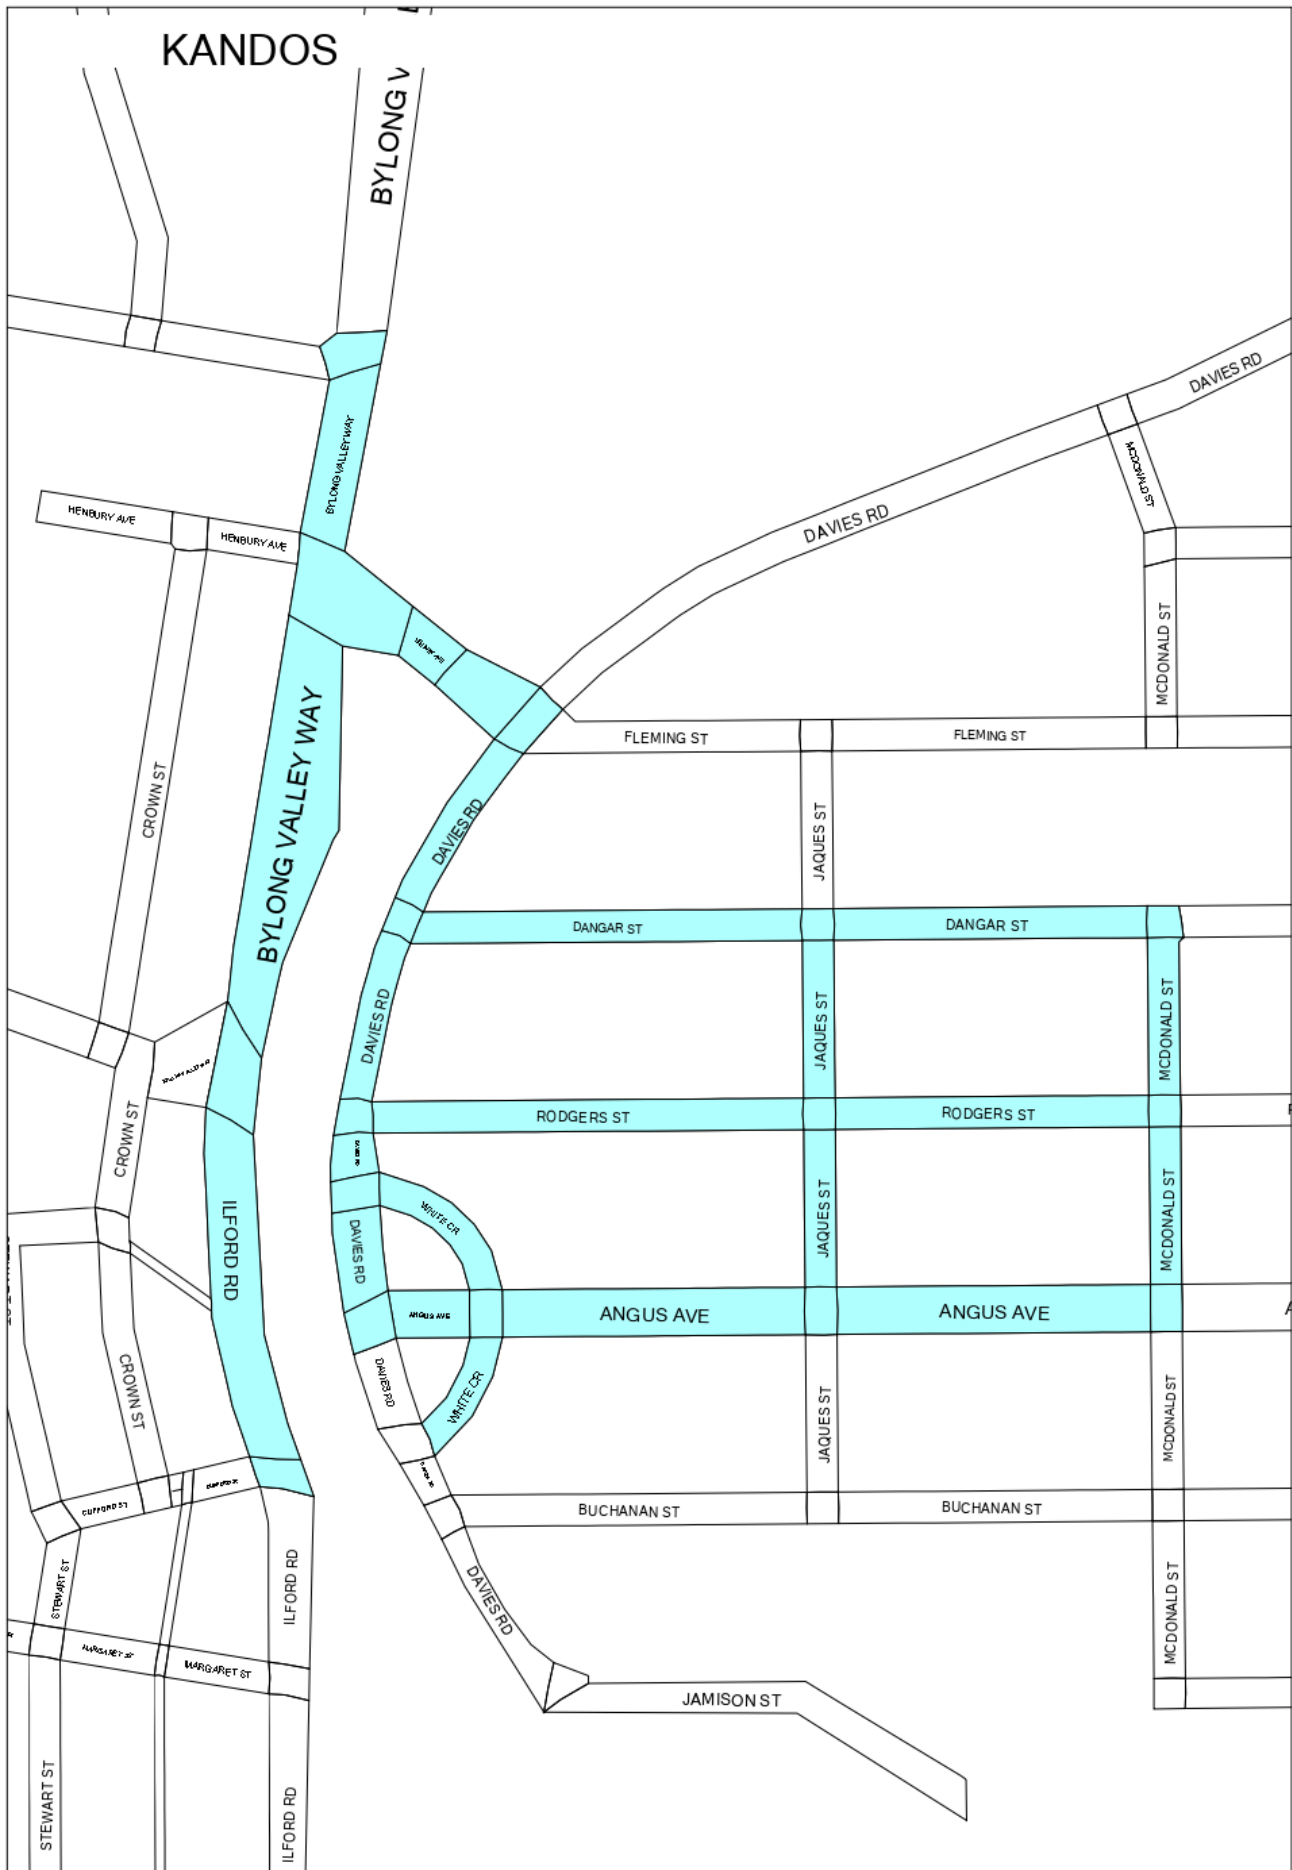 KANDOS
BYLONG V
DAVIES RD
BYLONG VALLEY WAY
MCDONALD ST
HENBURY AVE
HENBURY AVE
DAVIES RD
MCDONALD ST
FLEMING ST
FLEMING ST
BYLONG VALLEY WAY
CROWN ST
DAVIES RD
JAQUES ST
DANGAR ST
DANGAR ST
DAVIES RD
JAQUES ST
MCDONALD ST
RODGERS ST
RODGERS ST
CROWN ST
DAVIES RD
WHITE CR
ILFORD RD
DAVIES RD
JAQUES ST
MCDONALD ST
ANGUS AVE
ANGUS AVE
ANGUS AVE
CROWN ST
DAVIES RD
WHITE CR
JAQUES ST
MCDONALD ST
BUCHANAN ST
BUCHANAN ST
STEWART ST
ILFORD RD
DAVIES RD
MCDONALD ST
MARGARET ST
MARGARET ST
JAMISON ST
STEWART ST
ILFORD RD